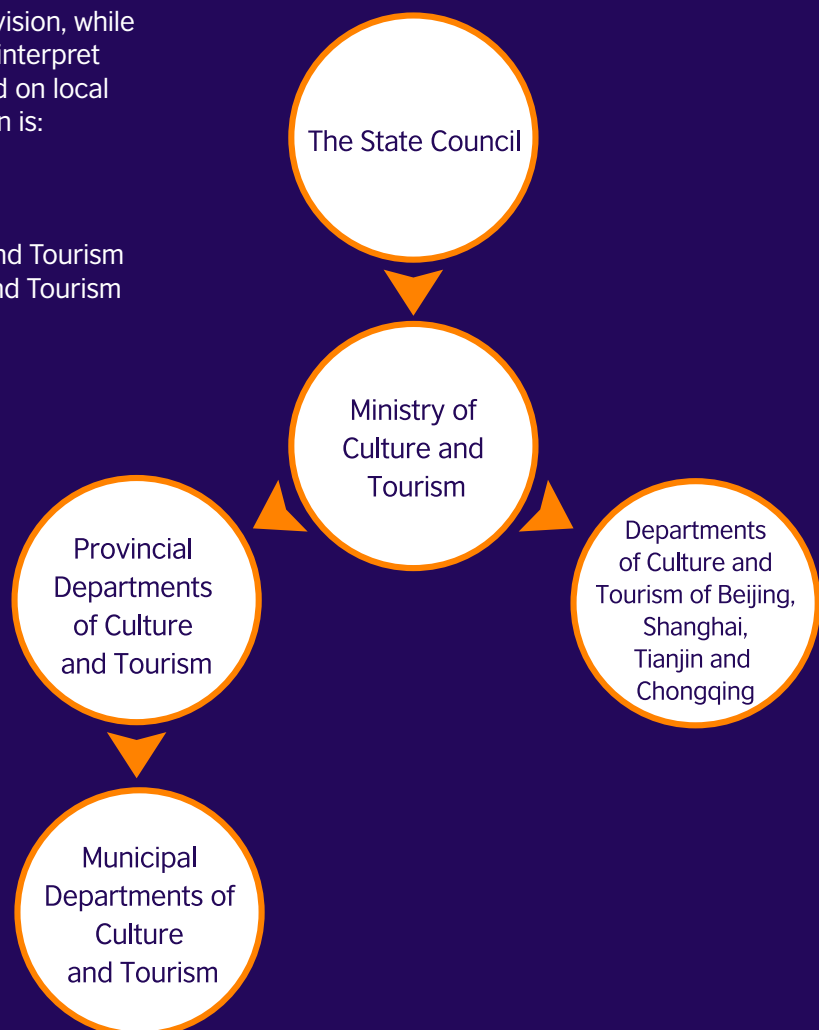 vision, while
interpret
d on local
n is:
nd Tourism
nd Tourism
The State Council
Ministry of
Culture and
Tourism
Provincial
Departments
of Culture
and Tourism
Departments
of Culture and
Tourism of Beijing,
Shanghai,
Tianjin and
Chongqing
Municipal
Departments of
Culture
and Tourism